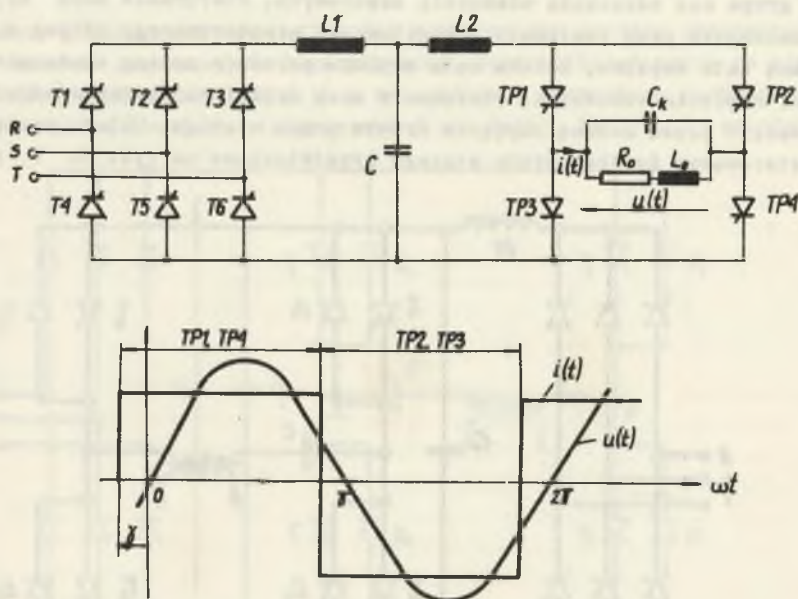 L1 L2
T1 T2 T3 TP1 TP2
Cₖ
R
S
T
C i(t) R₀ L₀
T4 T5 T6 TP3 u(t) TP4
TP1, TP4 TP2, TP3
i(t)
u(t)
0 π 2π ωt
γ